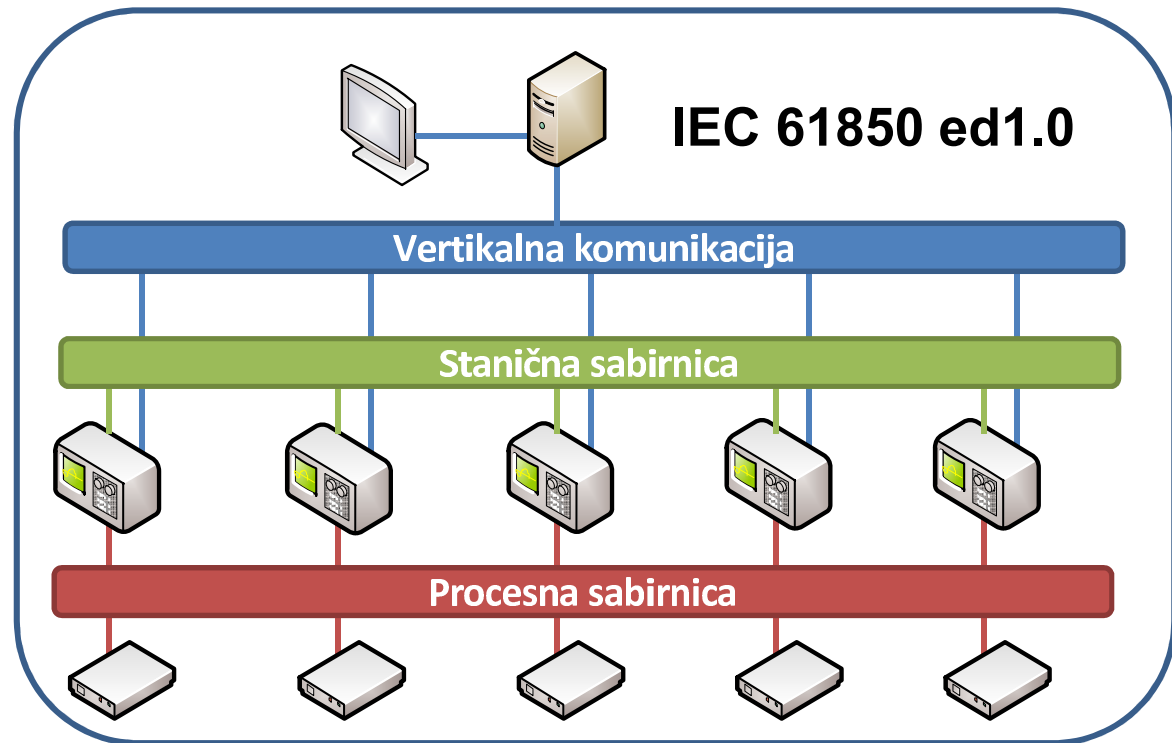 IEC 61850 ed1.0
Vertikalna komunikacija
Stanična sabirnica
Procesna sabirnica